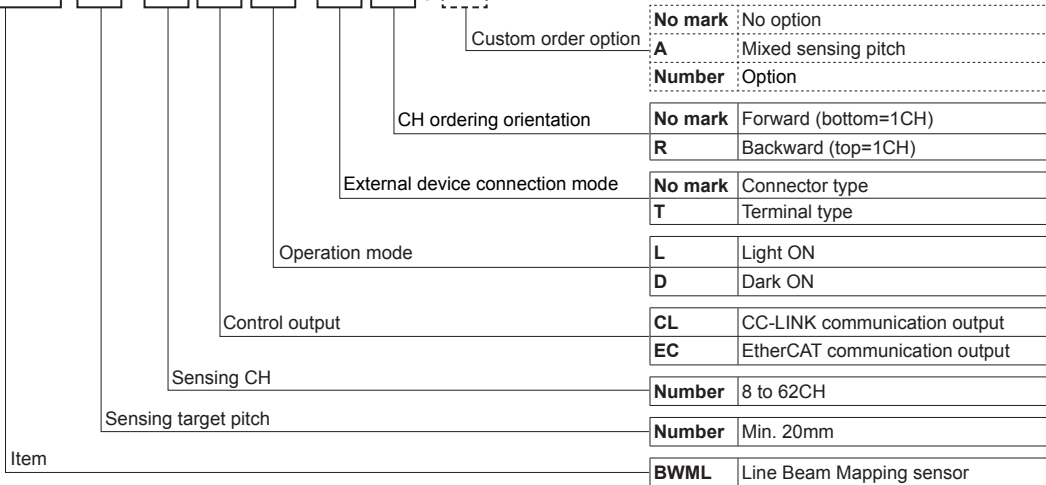 Custom order option
No mark No option
A Mixed sensing pitch
Number Option
CH ordering orientation
No mark Forward (bottom=1CH)
R Backward (top=1CH)
External device connection mode
No mark Connector type
T Terminal type
Operation mode
L Light ON
D Dark ON
Control output
CL CC-LINK communication output
EC EtherCAT communication output
Sensing CH
Number 8 to 62CH
Sensing target pitch
Number Min. 20mm
Item
BWML Line Beam Mapping sensor